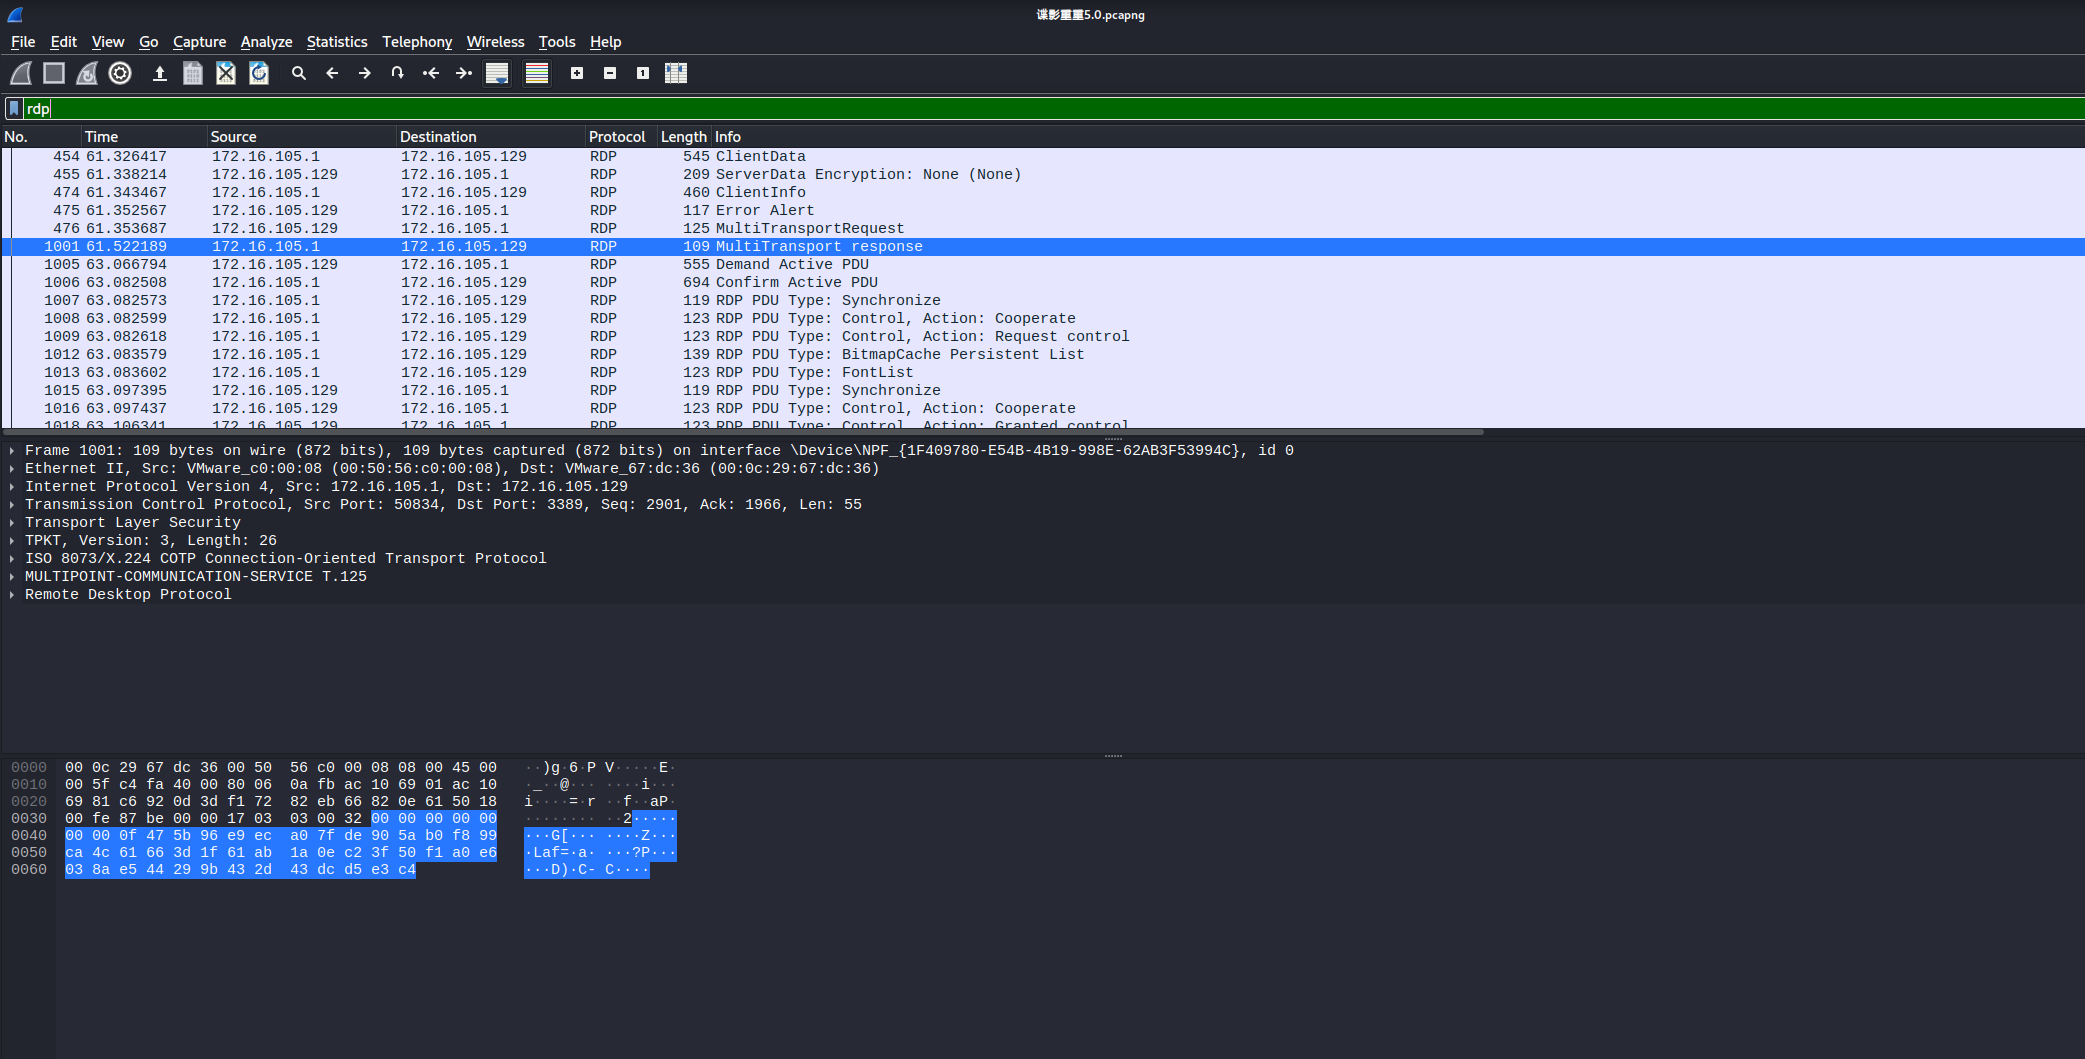 谍影重重5.0.pcapng
File Edit View Go Capture Analyze Statistics Telephony Wireless Tools Help
rdp
No. Time Source Destination Protocol Length Info
454 61.326417 172.16.105.1 172.16.105.129 RDP 545 ClientData
455 61.338214 172.16.105.129 172.16.105.1 RDP 209 ServerData Encryption: None (None)
474 61.343467 172.16.105.1 172.16.105.129 RDP 460 ClientInfo
475 61.352567 172.16.105.129 172.16.105.1 RDP 117 Error Alert
476 61.353687 172.16.105.129 172.16.105.1 RDP 125 MultiTransportRequest
1001 61.522189 172.16.105.1 172.16.105.129 RDP 109 MultiTransport response
1005 63.066794 172.16.105.129 172.16.105.1 RDP 555 Demand Active PDU
1006 63.082508 172.16.105.1 172.16.105.129 RDP 694 Confirm Active PDU
1007 63.082573 172.16.105.1 172.16.105.129 RDP 119 RDP PDU Type: Synchronize
1008 63.082599 172.16.105.1 172.16.105.129 RDP 123 RDP PDU Type: Control, Action: Cooperate
1009 63.082618 172.16.105.1 172.16.105.129 RDP 123 RDP PDU Type: Control, Action: Request control
1012 63.083579 172.16.105.1 172.16.105.129 RDP 139 RDP PDU Type: BitmapCache Persistent List
1013 63.083602 172.16.105.1 172.16.105.129 RDP 123 RDP PDU Type: FontList
1015 63.097395 172.16.105.129 172.16.105.1 RDP 119 RDP PDU Type: Synchronize
1016 63.097437 172.16.105.129 172.16.105.1 RDP 123 RDP PDU Type: Control, Action: Cooperate
1018 63.106341 172.16.105.129 172.16.105.1 RDP 123 RDP PDU Type: Control, Action: Granted control
Frame 1001: 109 bytes on wire (872 bits), 109 bytes captured (872 bits) on interface \Device\NPF_{1F409780-E54B-4B19-998E-62AB3F53994C}, id 0
Ethernet II, Src: VMware_c0:00:08 (00:50:56:c0:00:08), Dst: VMware_67:dc:36 (00:0c:29:67:dc:36)
Internet Protocol Version 4, Src: 172.16.105.1, Dst: 172.16.105.129
Transmission Control Protocol, Src Port: 50834, Dst Port: 3389, Seq: 2901, Ack: 1966, Len: 55
Transport Layer Security
TPKT, Version: 3, Length: 26
ISO 8073/X.224 COTP Connection-Oriented Transport Protocol
MULTIPOINT-COMMUNICATION-SERVICE T.125
Remote Desktop Protocol
0000 00 0c 29 67 dc 36 00 50 56 c0 00 08 08 00 45 00 ··)g·6·P V·····E·
0010 00 5f c4 fa 40 00 80 06 0a fb ac 10 69 01 ac 10 ·_··@··· ····i···
0020 69 81 c6 92 0d 3d f1 72 82 eb 66 82 0e 61 50 18 i····=·r ··f··aP·
0030 00 fe 87 be 00 00 17 03 03 00 32 00 00 00 00 00 ········ ··2·····
0040 00 00 0f 47 5b 96 e9 ec a0 7f de 90 5a b0 f8 99 ···G[··· ····Z···
0050 ca 4c 61 66 3d 1f 61 ab 1a 0e c2 3f 50 f1 a0 e6 ·Laf=·a· ···?P···
0060 03 8a e5 44 29 9b 43 2d 43 dc d5 e3 c4 ···D)·C- C····